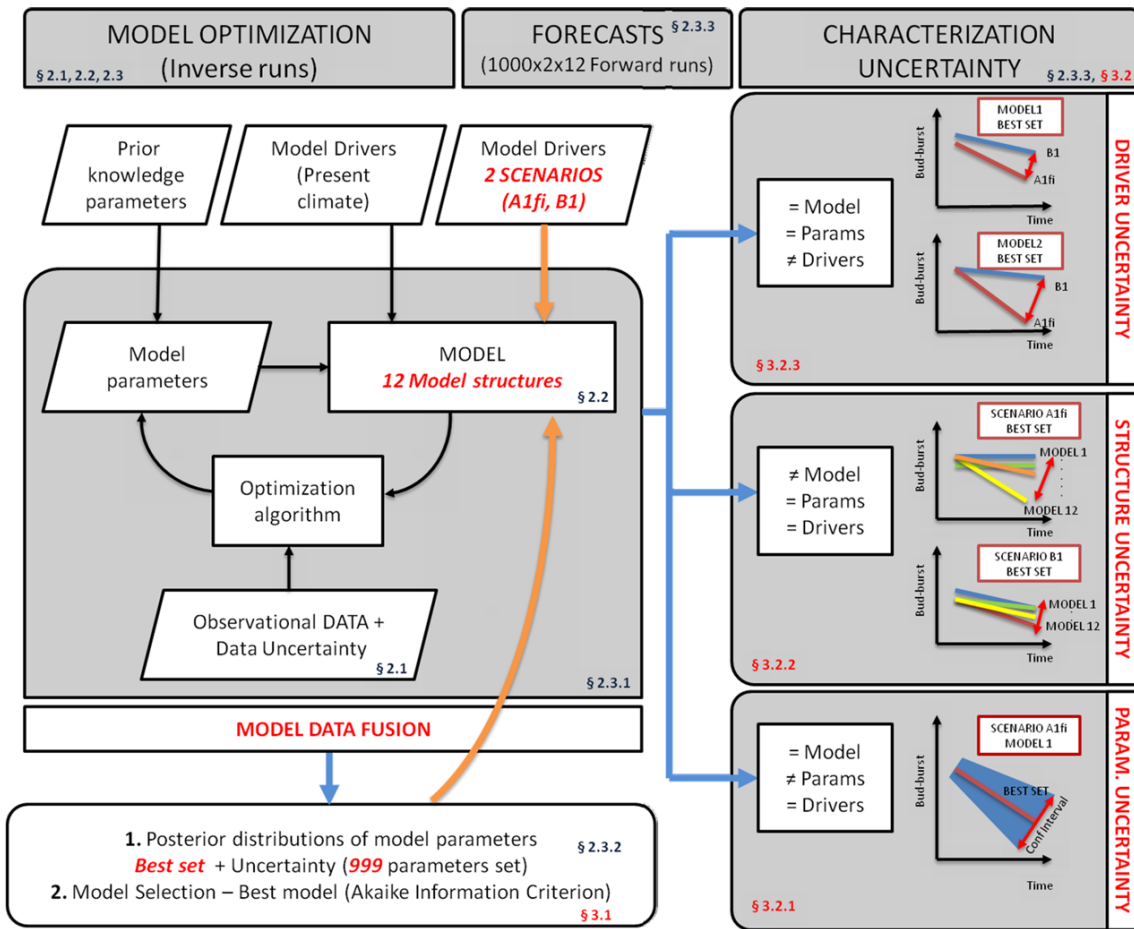 MODEL OPTIMIZATION
(Inverse runs)
§ 2.1, 2.2, 2.3
FORECASTS
§ 2.3.3
(1000x2x12 Forward runs)
CHARACTERIZATION
UNCERTAINTY
§ 2.3.3, § 3.2
Prior
knowledge
parameters
Model Drivers
(Present
climate)
Model Drivers
2 SCENARIOS
(A1fi, B1)
Model
parameters
MODEL
12 Model structures
§ 2.2
Optimization
algorithm
Observational DATA +
Data Uncertainty
§ 2.1
§ 2.3.1
MODEL DATA FUSION
1. Posterior distributions of model parameters
§ 2.3.2
Best set + Uncertainty (999 parameters set)
2. Model Selection – Best model (Akaike Information Criterion)
§ 3.1
= Model
= Params
≠ Drivers
§ 3.2.3
MODEL1
BEST SET
Bud-burst
B1
A1fi
Time
MODEL2
BEST SET
Bud-burst
B1
A1fi
Time
DRIVER UNCERTAINTY
≠ Model
= Params
= Drivers
§ 3.2.2
SCENARIO A1fi
BEST SET
Bud-burst
MODEL 1
MODEL 12
Time
SCENARIO B1
BEST SET
Bud-burst
MODEL 1
MODEL 12
Time
STRUCTURE UNCERTAINTY
= Model
≠ Params
= Drivers
§ 3.2.1
SCENARIO A1fi
MODEL 1
Bud-burst
BEST SET
Conf Interval
Time
PARAM. UNCERTAINTY